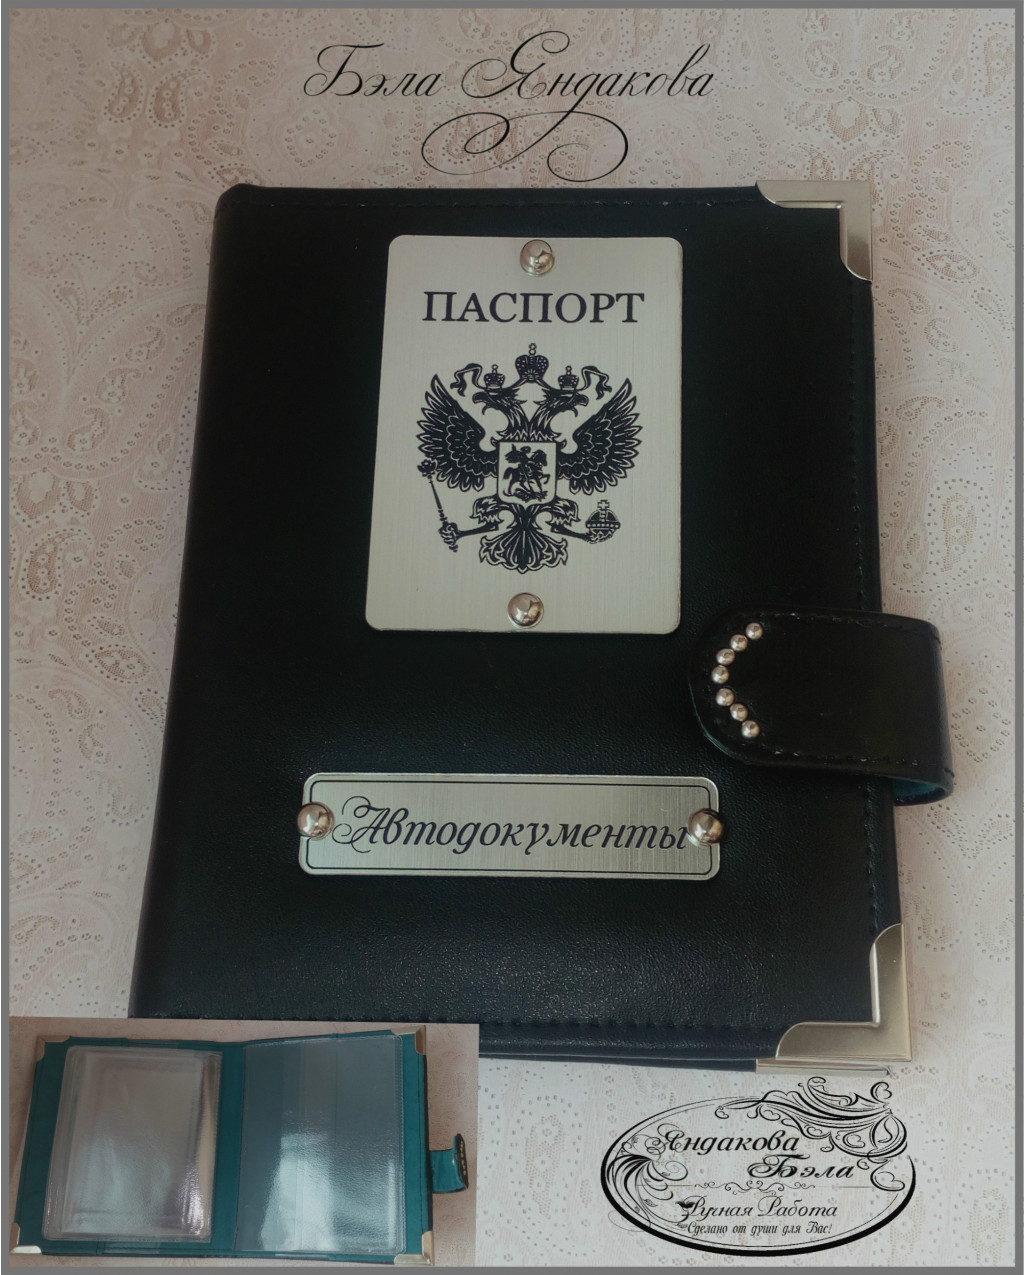 Бэла Яндакова
ПАСПОРТ
Автодокументы
Яндакова
Бэла
Ручная Работа
Сделано от души для Вас!